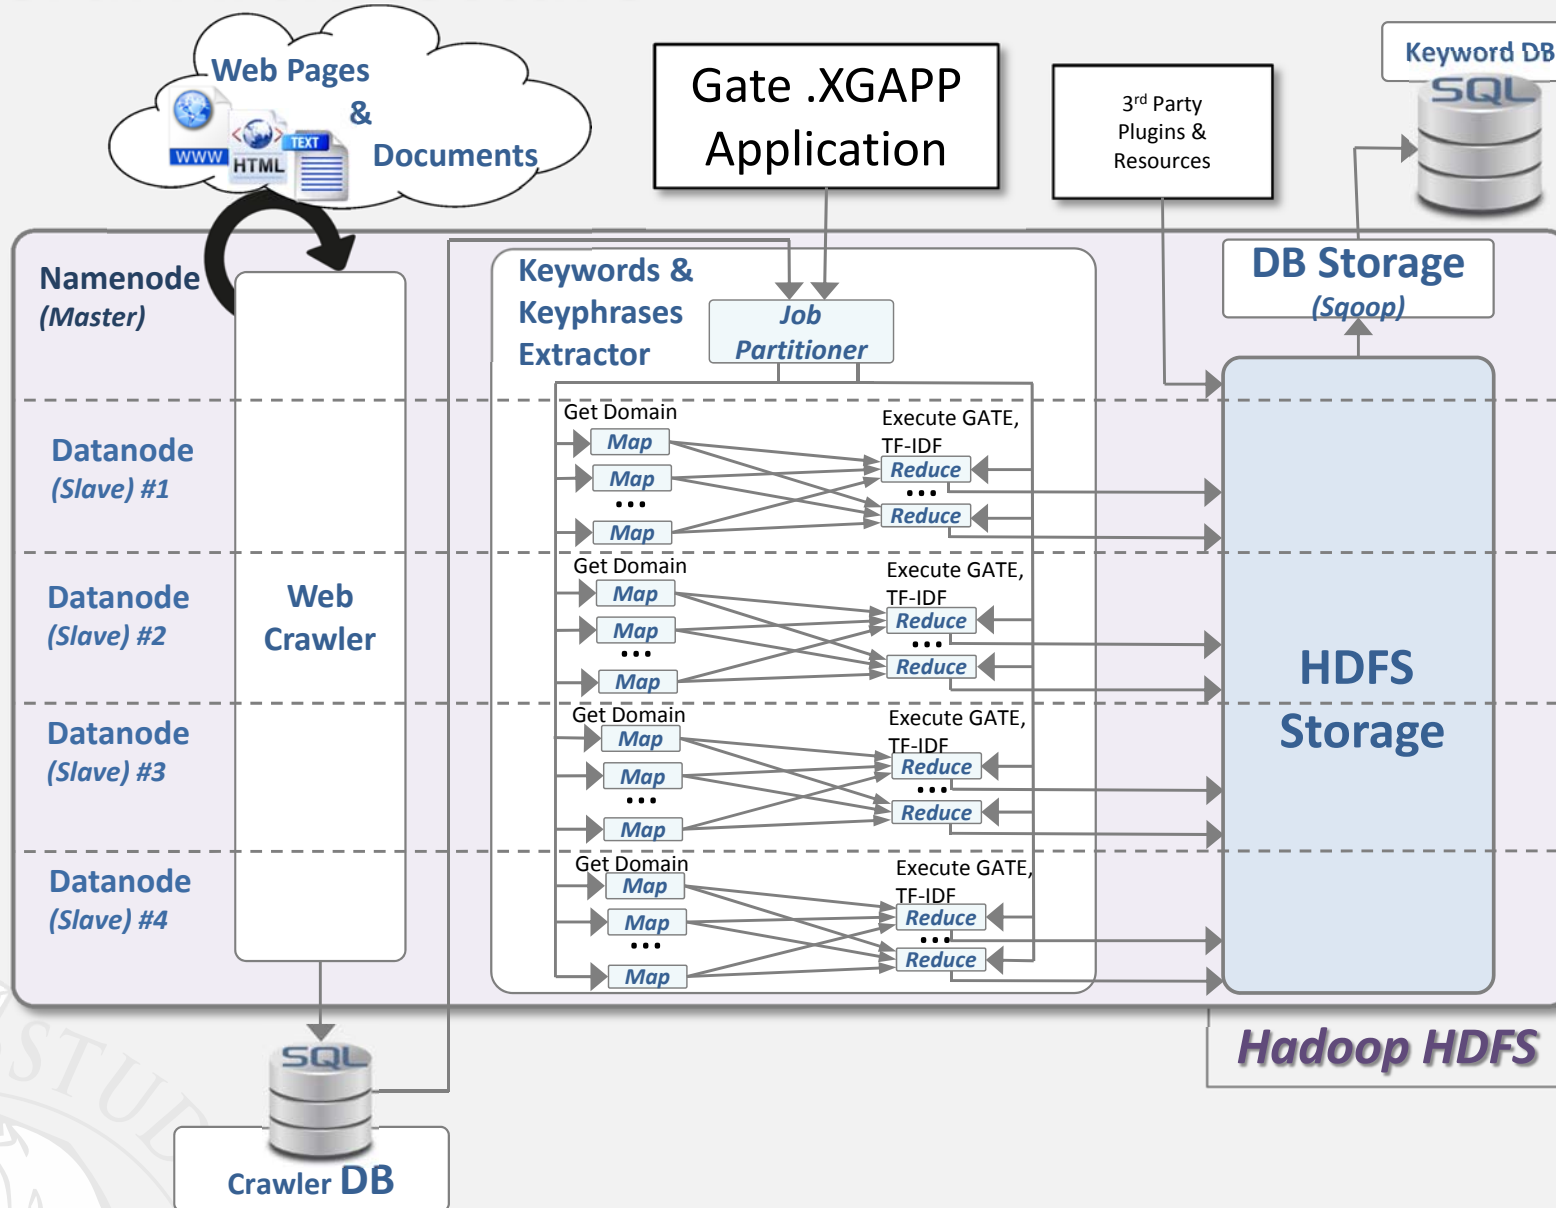 Web Pages
&
Documents
WWW
HTML
TEXT
Gate .XGAPP
Application
3rd Party
Plugins &
Resources
Keyword DB
SQL
Namenode
(Master)
Keywords &
Keyphrases
Extractor
Job
Partitioner
DB Storage
(Sqoop)
Datanode
(Slave) #1
Get Domain
Map
Map
...
Map
Execute GATE,
TF-IDF
Reduce
...
Reduce
Datanode
(Slave) #2
Web
Crawler
Get Domain
Map
Map
...
Map
Execute GATE,
TF-IDF
Reduce
...
Reduce
HDFS
Storage
Datanode
(Slave) #3
Get Domain
Map
Map
...
Map
Execute GATE,
TF-IDF
Reduce
...
Reduce
Datanode
(Slave) #4
Get Domain
Map
Map
...
Map
Execute GATE,
TF-IDF
Reduce
...
Reduce
Hadoop HDFS
SQL
Crawler DB